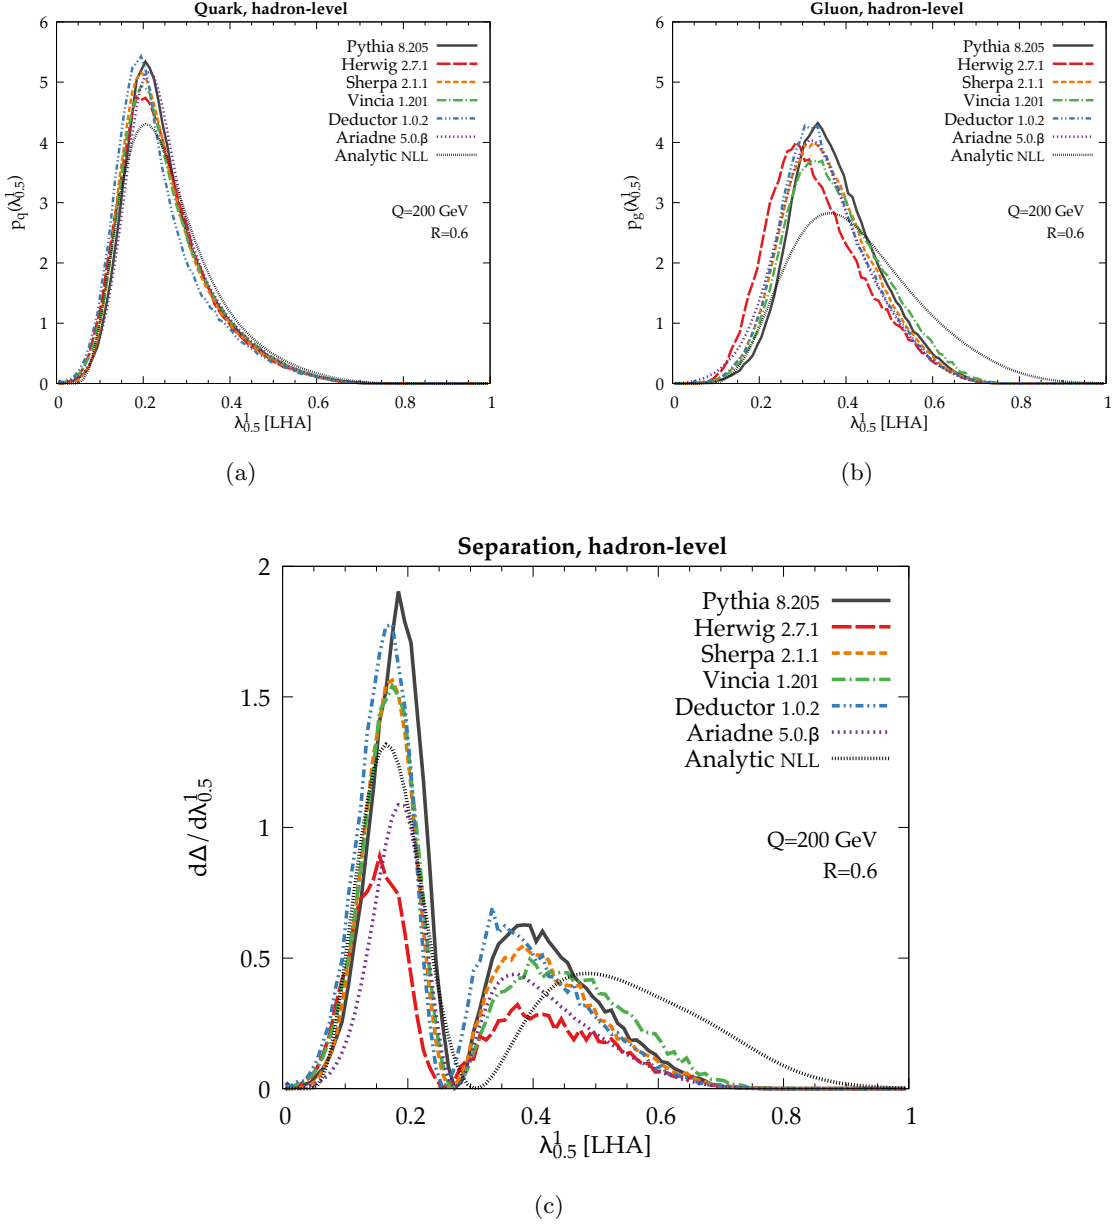 Quark, hadron-level
6
5
4
3
2
1
0
p_q(λ^1_0.5)
Pythia 8.205
Herwig 2.7.1
Sherpa 2.1.1
Vincia 1.201
Deductor 1.0.2
Ariadne 5.0.β
Analytic NLL
Q=200 GeV
R=0.6
0 0.2 0.4 0.6 0.8 1
λ^1_0.5 [LHA]
(a)
Gluon, hadron-level
6
5
4
3
2
1
0
p_g(λ^1_0.5)
Pythia 8.205
Herwig 2.7.1
Sherpa 2.1.1
Vincia 1.201
Deductor 1.0.2
Ariadne 5.0.β
Analytic NLL
Q=200 GeV
R=0.6
0 0.2 0.4 0.6 0.8 1
λ^1_0.5 [LHA]
(b)
Separation, hadron-level
2
1.5
1
0.5
0
dΔ/dλ^1_0.5
Pythia 8.205
Herwig 2.7.1
Sherpa 2.1.1
Vincia 1.201
Deductor 1.0.2
Ariadne 5.0.β
Analytic NLL
Q=200 GeV
R=0.6
0 0.2 0.4 0.6 0.8 1
λ^1_0.5 [LHA]
(c)